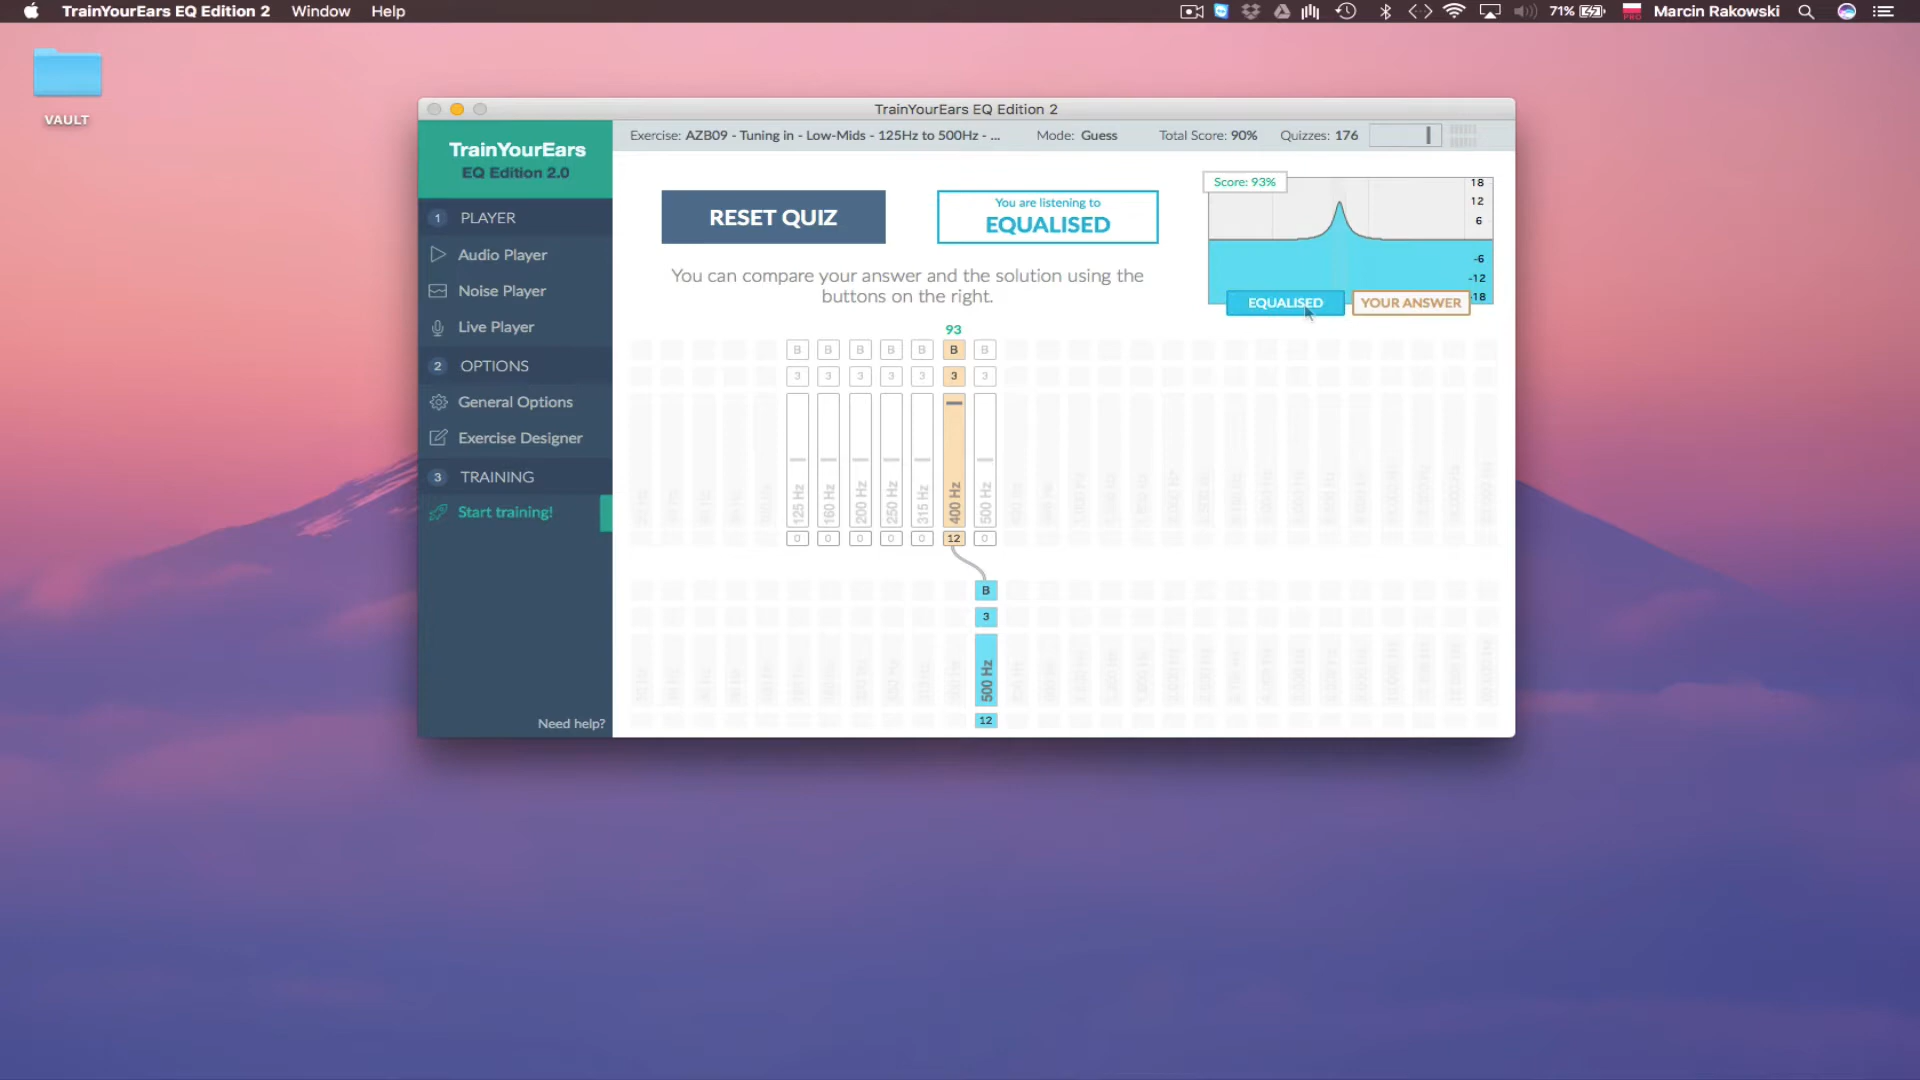 TrainYourEars EQ Edition 2 Window Help 71% PRO Marcin Rakowski
VAULT
TrainYourEars EQ Edition 2
TrainYourEars
EQ Edition 2.0
1 PLAYER
Audio Player
Noise Player
Live Player
2 OPTIONS
General Options
Exercise Designer
3 TRAINING
Start training!
Need help?
Exercise: AZB09 - Tuning in - Low-Mids - 125Hz to 500Hz - ... Mode: Guess Total Score: 90% Quizzes: 176
RESET QUIZ
You are listening to
EQUALISED
You can compare your answer and the solution using the
buttons on the right.
Score: 93%
18
12
6
-6
-12
-18
EQUALISED YOUR ANSWER
93
B B B B B B B
3 3 3 3 3 3 3
125 Hz 160 Hz 200 Hz 250 Hz 315 Hz 400 Hz 500 Hz
0 0 0 0 0 12 0
B
3
500 Hz
12